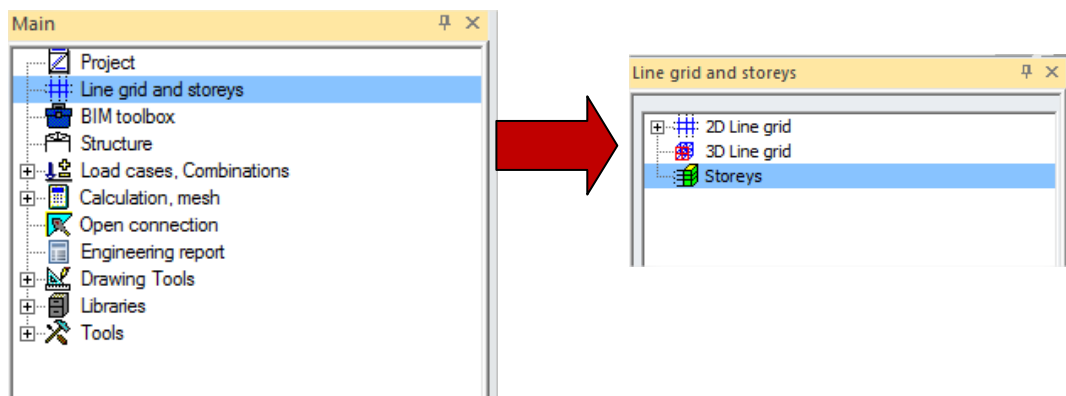 Main
Project
Line grid and storeys
BIM toolbox
Structure
Load cases, Combinations
Calculation, mesh
Open connection
Engineering report
Drawing Tools
Libraries
Tools
Line grid and storeys
2D Line grid
3D Line grid
Storeys